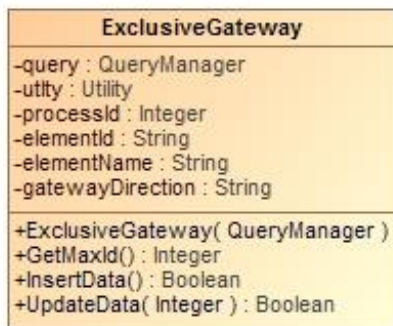 ExclusiveGateway
-query : QueryManager
-utlty : Utility
-processId : Integer
-elementId : String
-elementName : String
-gatewayDirection : String
+ExclusiveGateway( QueryManager )
+GetMaxId() : Integer
+InsertData() : Boolean
+UpdateData( Integer ) : Boolean